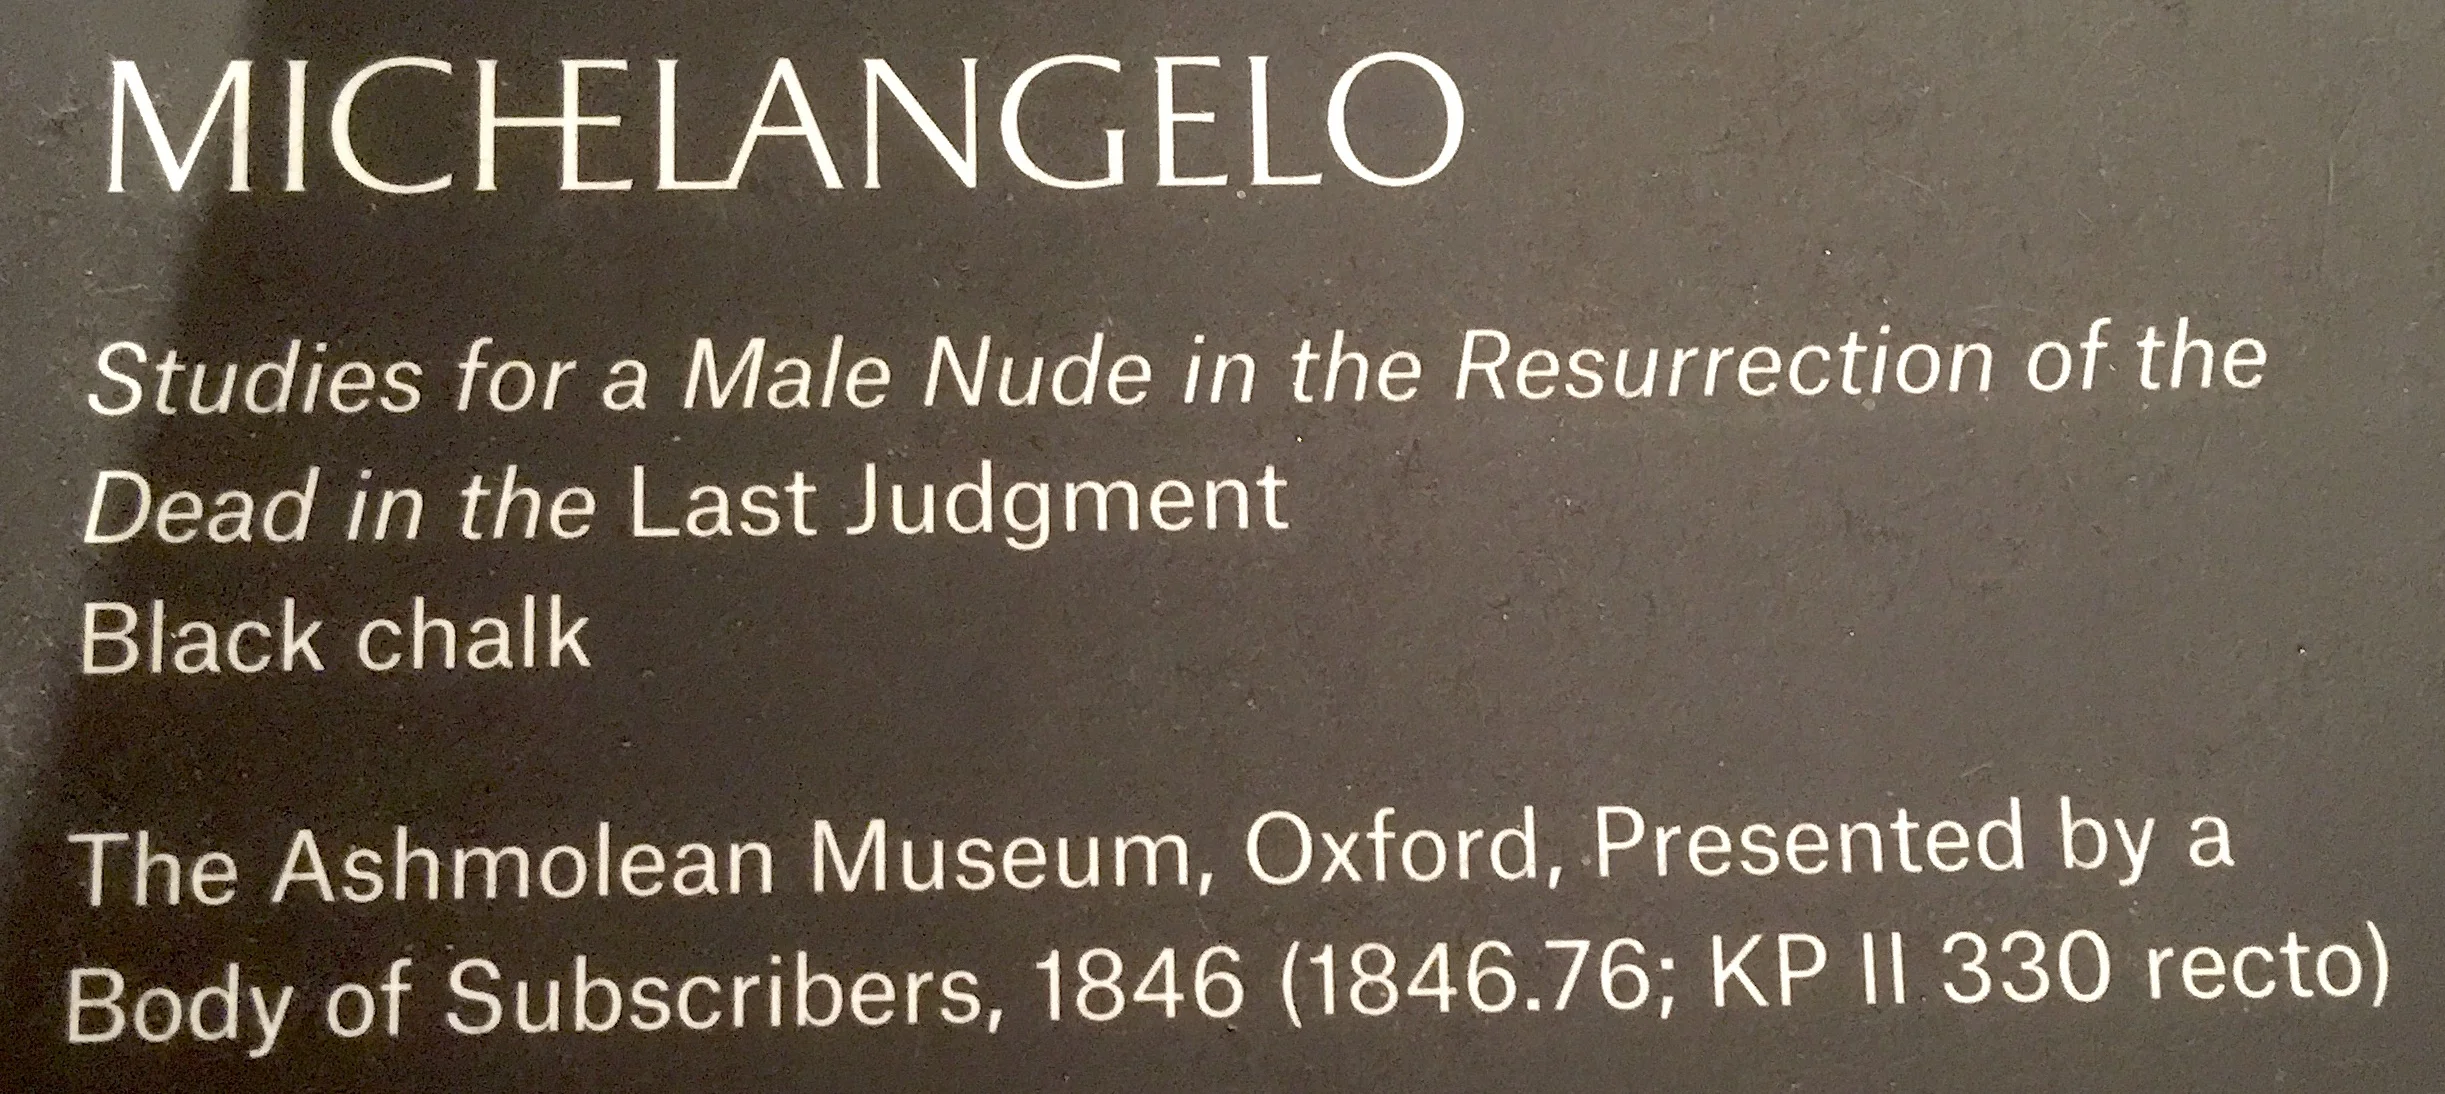 MICHELANGELO
Studies for a Male Nude in the Resurrection of the
Dead in the Last Judgment
Black chalk
The Ashmolean Museum, Oxford, Presented by a
Body of Subscribers, 1846 (1846.76; KP II 330 recto)